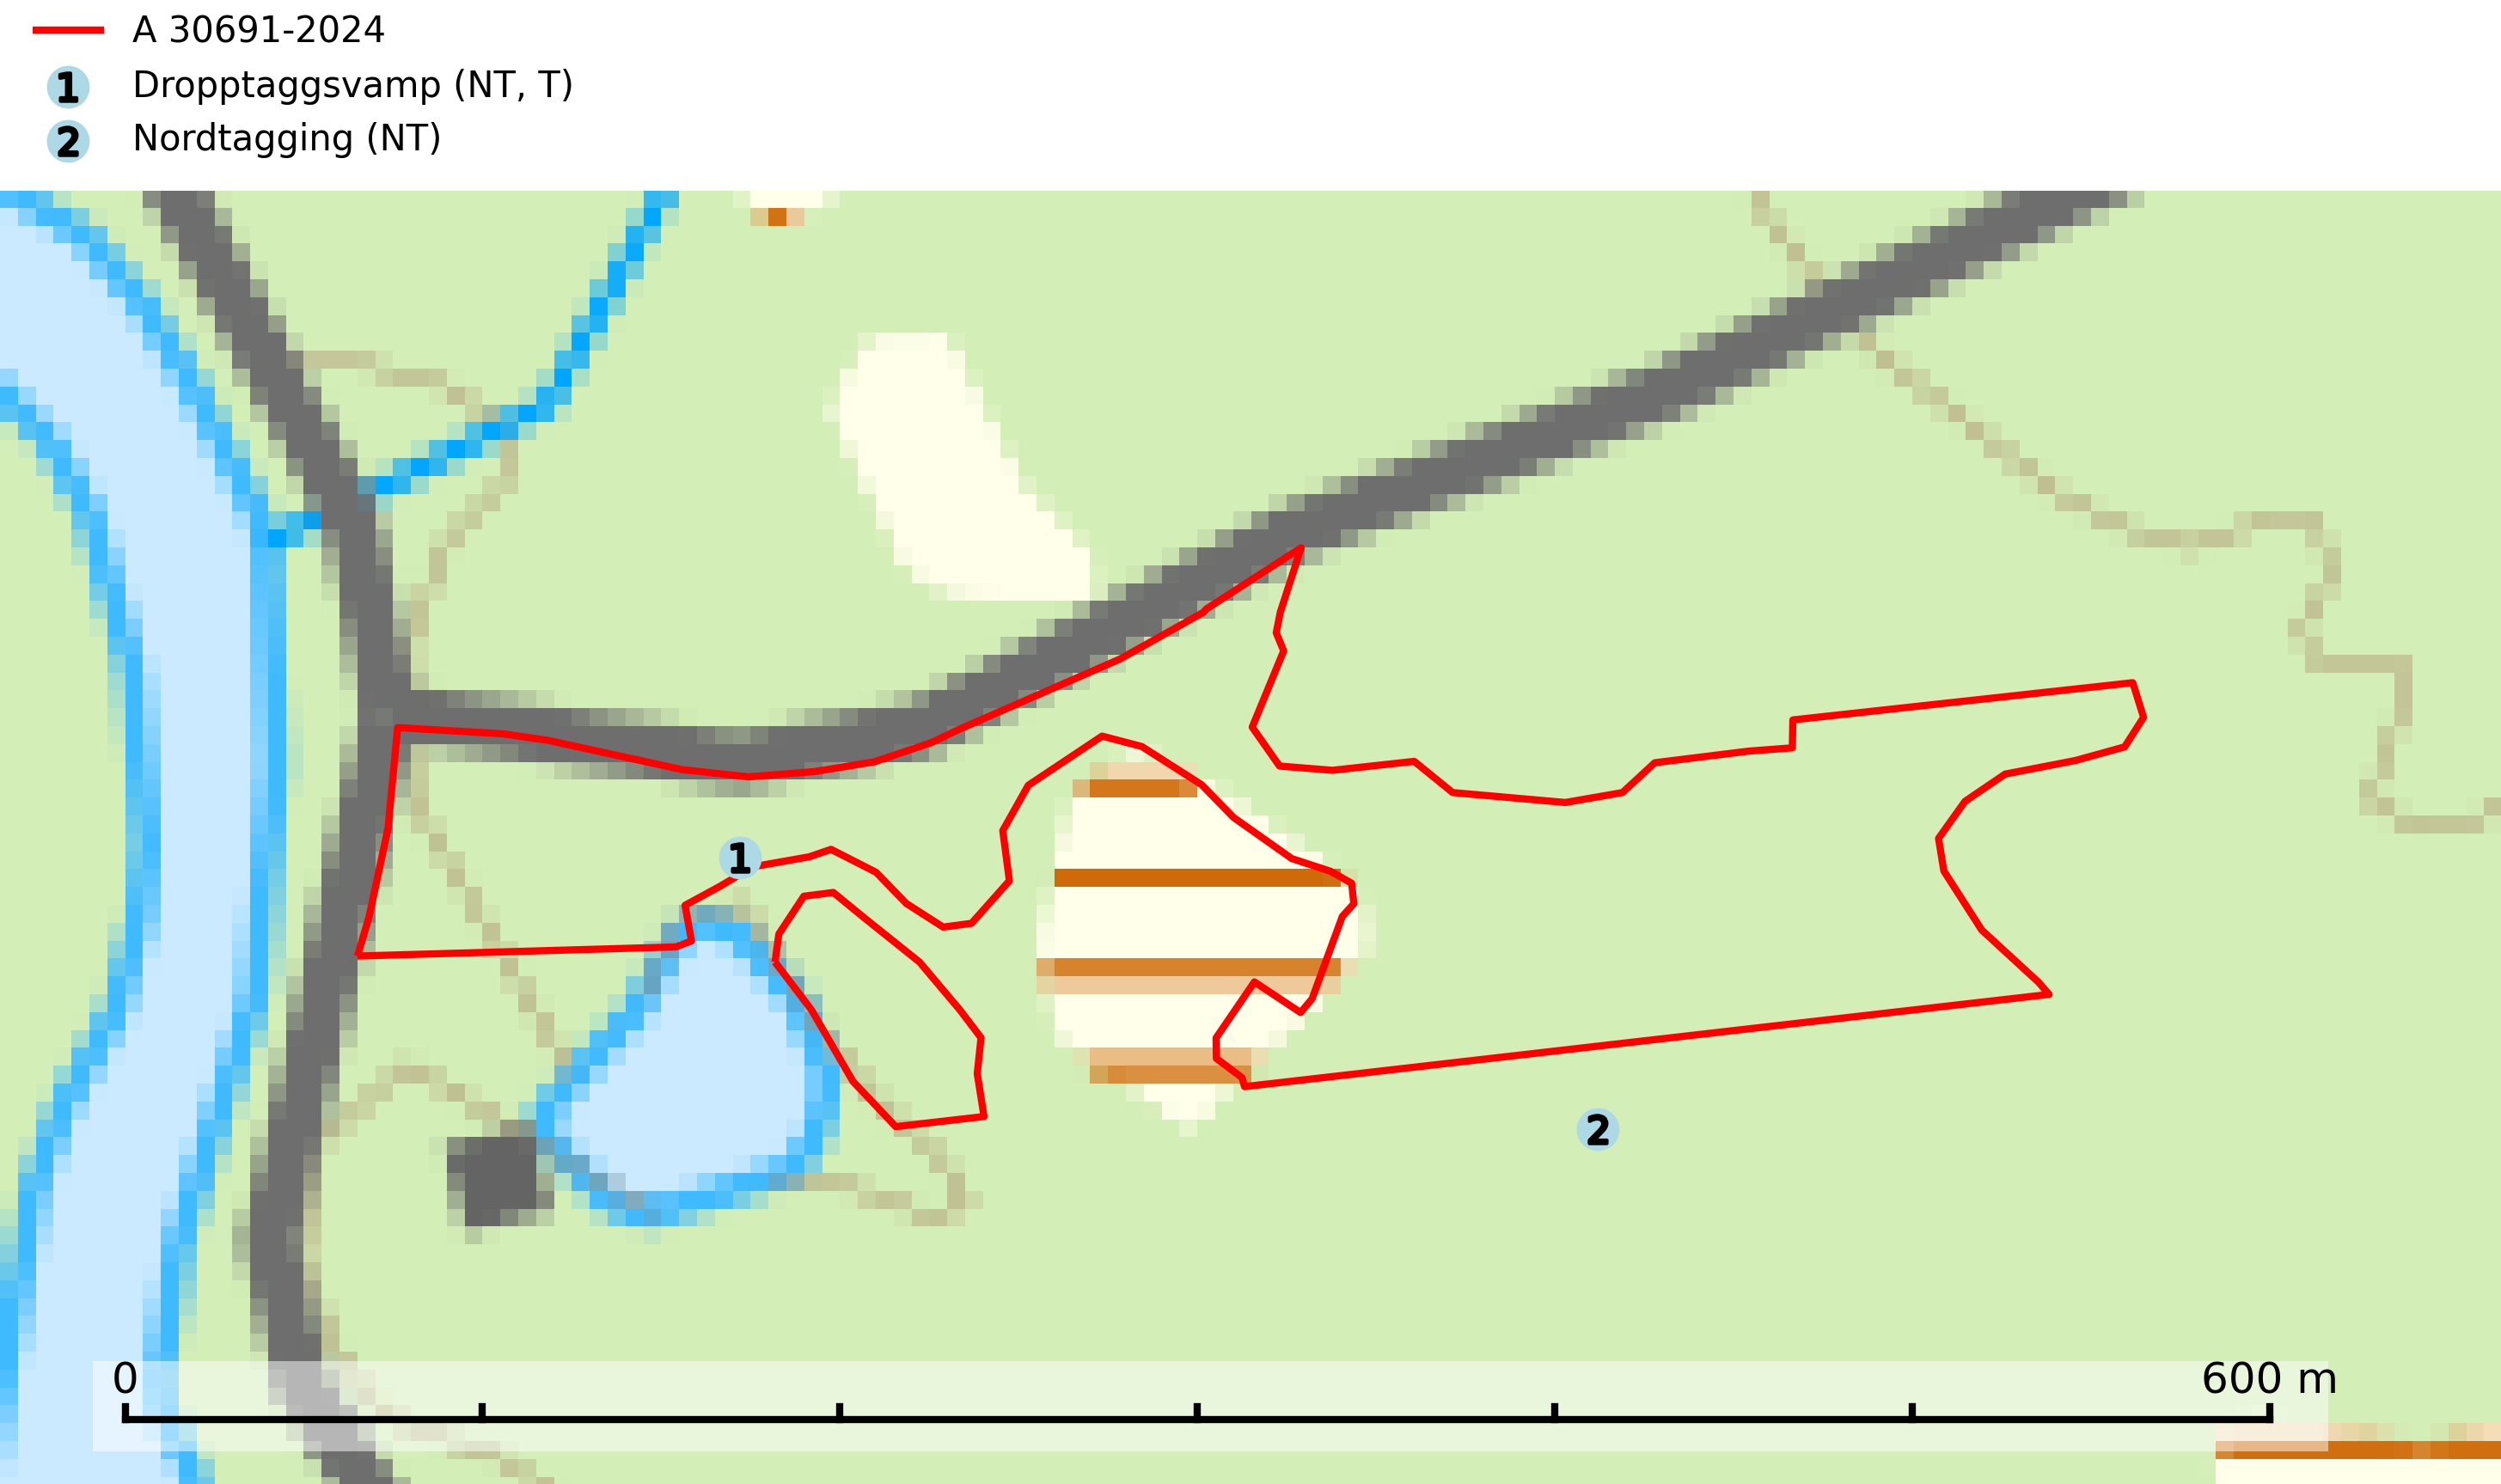 A 30691-2024
1 Dropptaggsvamp (NT, T)
2 Nordtagging (NT)
1
2
0 600 m